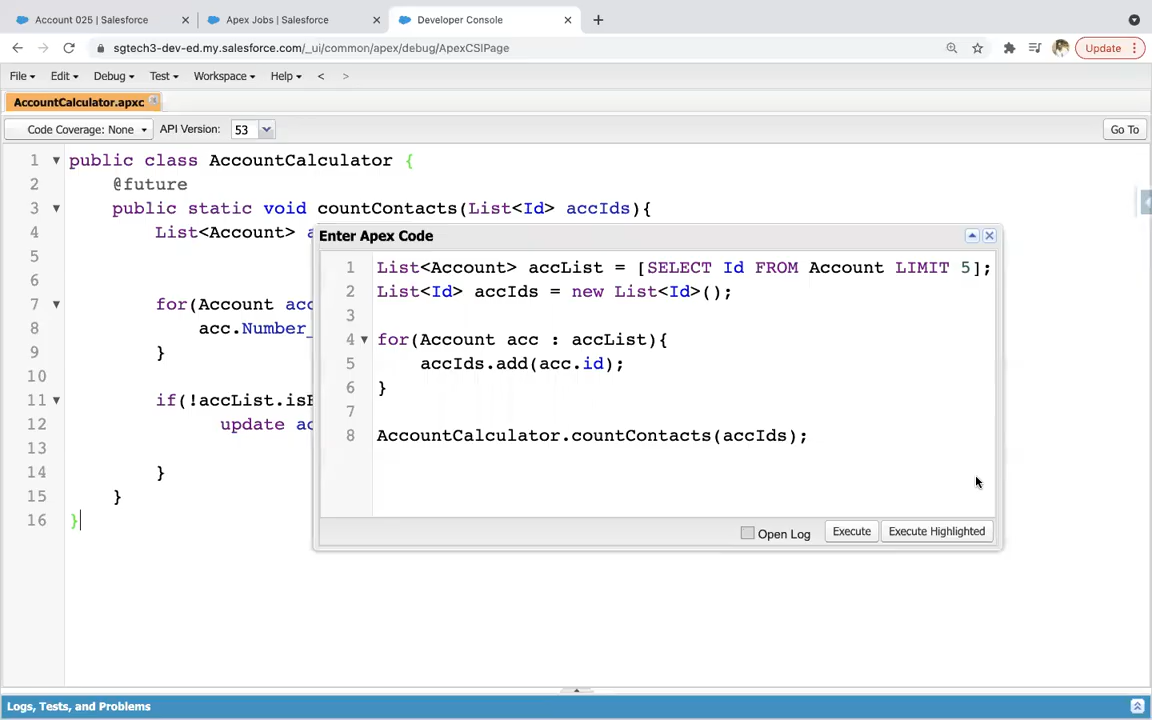 Account 025 | Salesforce
Apex Jobs | Salesforce
Developer Console
sgtech3-dev-ed.my.salesforce.com/_ui/common/apex/debug/ApexCSIPage
Update
File Edit Debug Test Workspace Help < >
AccountCalculator.apxc
Code Coverage: None API Version: 53 Go To
1 public class AccountCalculator {
2 @future
3 public static void countContacts(List<Id> accIds){
4 List<Account>
5
6
7 for(Account acc
8 acc.Number_
9 }
10
11 if(!accList.is
12 update
13
14 }
15 }
16 }
Enter Apex Code
1 List<Account> accList = [SELECT Id FROM Account LIMIT 5];
2 List<Id> accIds = new List<Id>();
3
4 for(Account acc : accList){
5 accIds.add(acc.id);
6 }
7
8 AccountCalculator.countContacts(accIds);
Open Log Execute Execute Highlighted
Logs, Tests, and Problems